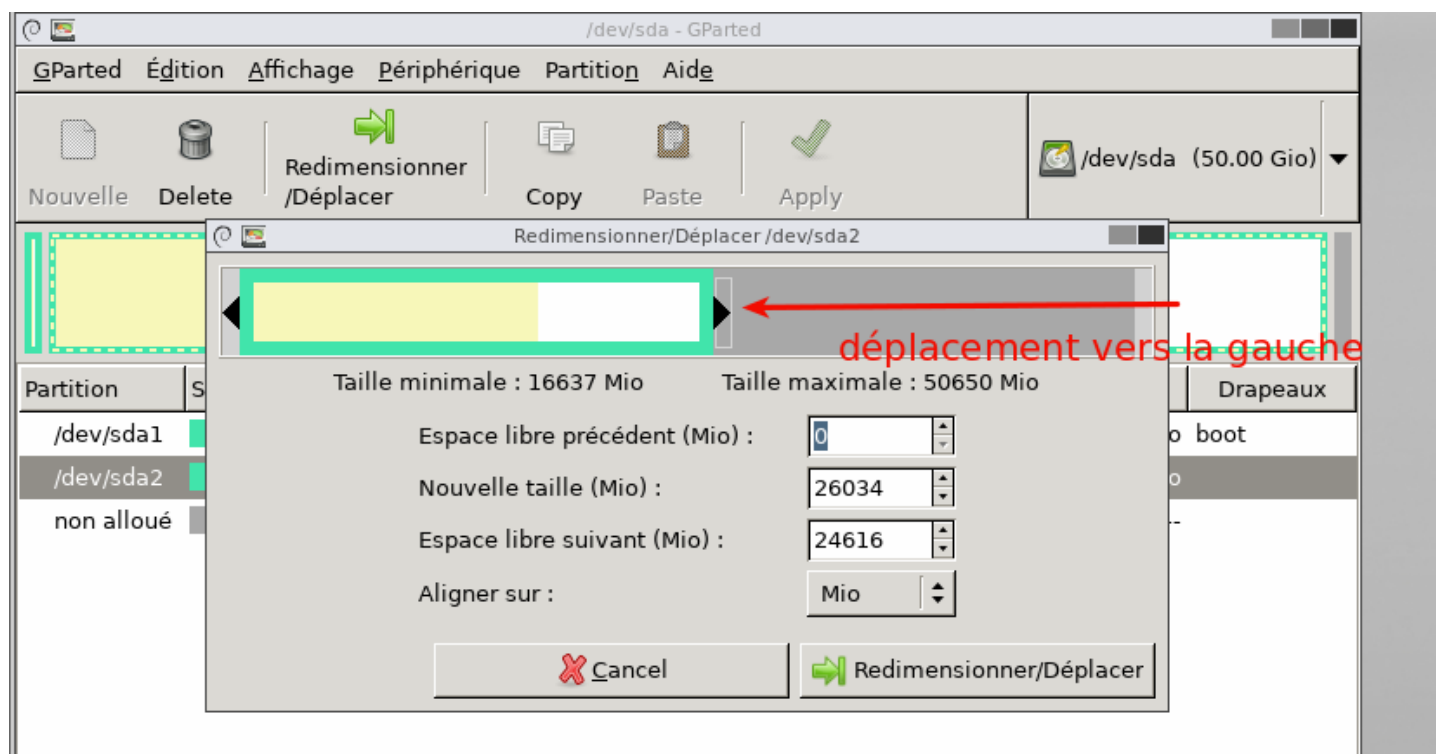 /dev/sda - GParted
GParted Édition Affichage Périphérique Partition Aide
Redimensionner
/Déplacer
Nouvelle Delete Copy Paste Apply
/dev/sda (50.00 Gio)
Redimensionner/Déplacer /dev/sda2
déplacement vers la gauche
Taille minimale : 16637 Mio Taille maximale : 50650 Mio
Partition S Drapeaux
Espace libre précédent (Mio) : 0
/dev/sda1 o boot
Nouvelle taille (Mio) : 26034
/dev/sda2 o
Espace libre suivant (Mio) : 24616
non alloué --
Aligner sur : Mio
Cancel Redimensionner/Déplacer